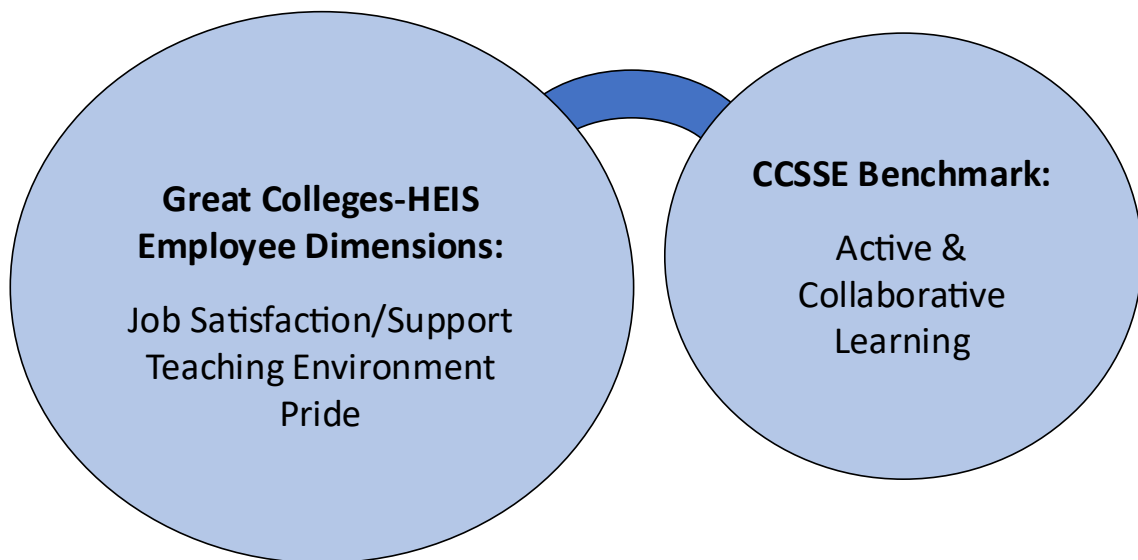 Great Colleges-HEIS
Employee Dimensions:
Job Satisfaction/Support
Teaching Environment
Pride
CCSSE Benchmark:
Active &
Collaborative
Learning